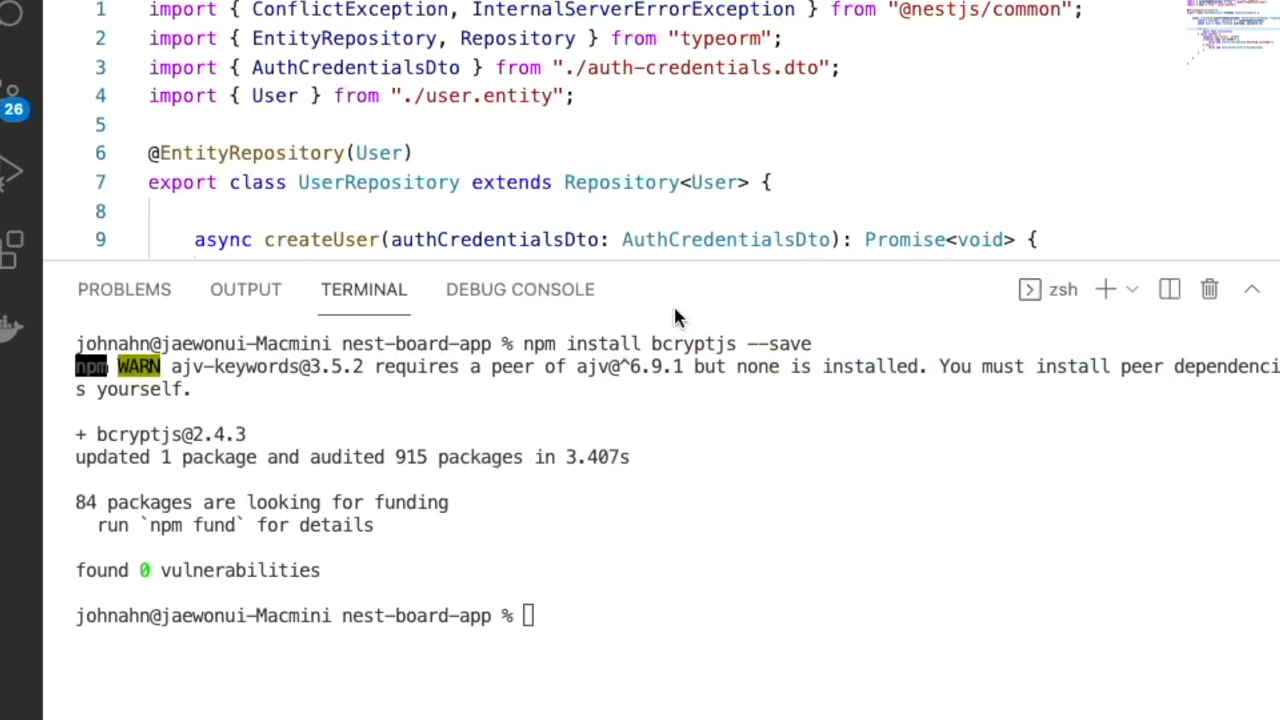 1 import { ConflictException, InternalServerErrorException } from "@nestjs/common";
2 import { EntityRepository, Repository } from "typeorm";
3 import { AuthCredentialsDto } from "./auth-credentials.dto";
4 import { User } from "./user.entity";
5
6 @EntityRepository(User)
7 export class UserRepository extends Repository<User> {
8
9 async createUser(authCredentialsDto: AuthCredentialsDto): Promise<void> {
26
PROBLEMS OUTPUT TERMINAL DEBUG CONSOLE zsh
johnahn@jaewonui-Macmini nest-board-app % npm install bcryptjs --save
npm WARN ajv-keywords@3.5.2 requires a peer of ajv@^6.9.1 but none is installed. You must install peer dependenci
s yourself.
+ bcryptjs@2.4.3
updated 1 package and audited 915 packages in 3.407s
84 packages are looking for funding
run `npm fund` for details
found 0 vulnerabilities
johnahn@jaewonui-Macmini nest-board-app %